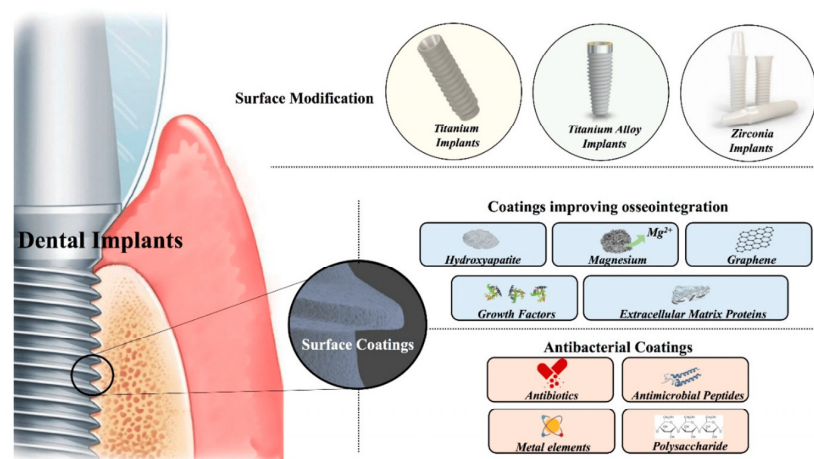 Surface Modification
Titanium
Implants
Titanium Alloy
Implants
Zirconia
Implants
Dental Implants
Surface Coatings
Coatings improving osseointegration
Hydroxyapatite
Mg²⁺
Magnesium
Graphene
Growth Factors
Extracellular Matrix Proteins
Antibacterial Coatings
Antibiotics
Antimicrobial Peptides
Metal elements
Polysaccharide